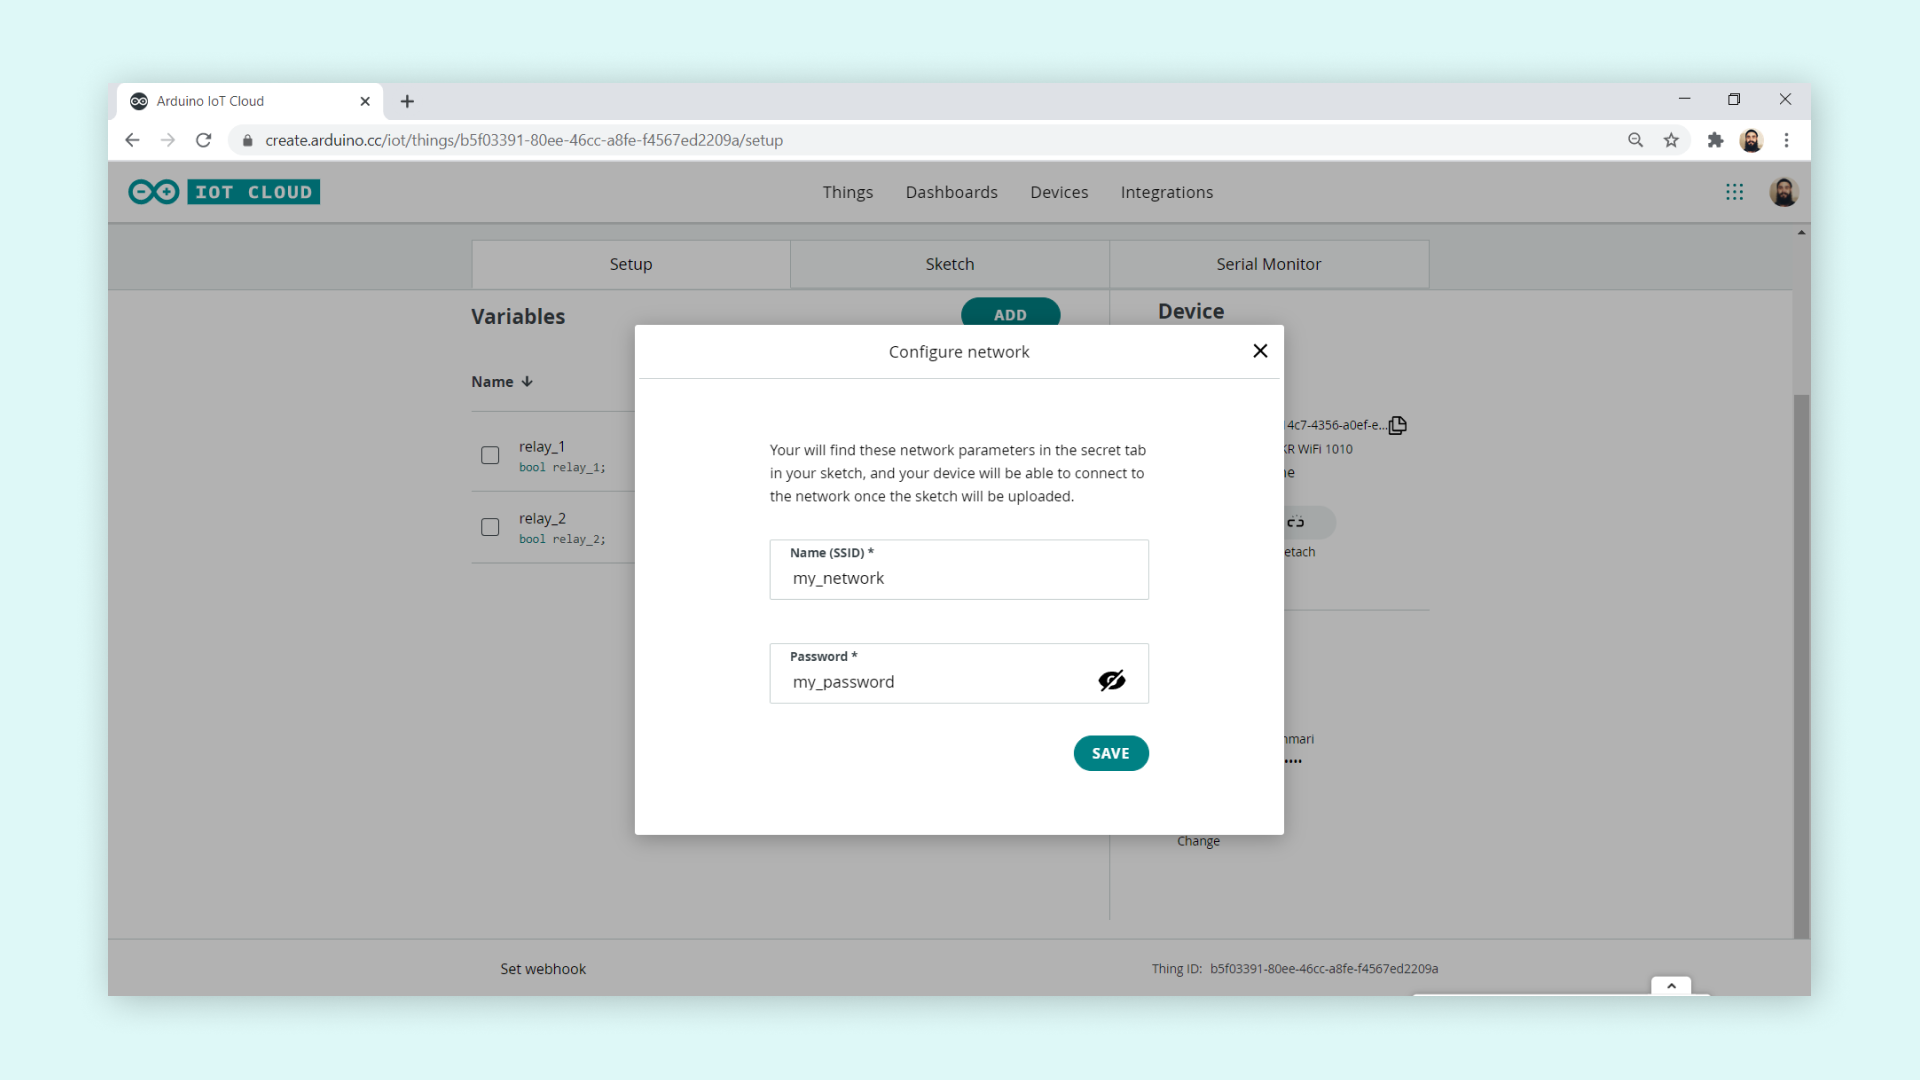 Arduino IoT Cloud
create.arduino.cc/iot/things/b5f03391-80ee-46cc-a8fe-f4567ed2209a/setup
IOT CLOUD
Things Dashboards Devices Integrations
Setup Sketch Serial Monitor
Variables
ADD
Device
Name
relay_1
bool relay_1;
relay_2
bool relay_2;
Configure network
Your will find these network parameters in the secret tab
in your sketch, and your device will be able to connect to
the network once the sketch will be uploaded.
Name (SSID) *
my_network
Password *
my_password
SAVE
4c7-4356-a0ef-e...
R WiFi 1010
etach
mari
Change
Set webhook
Thing ID: b5f03391-80ee-46cc-a8fe-f4567ed2209a